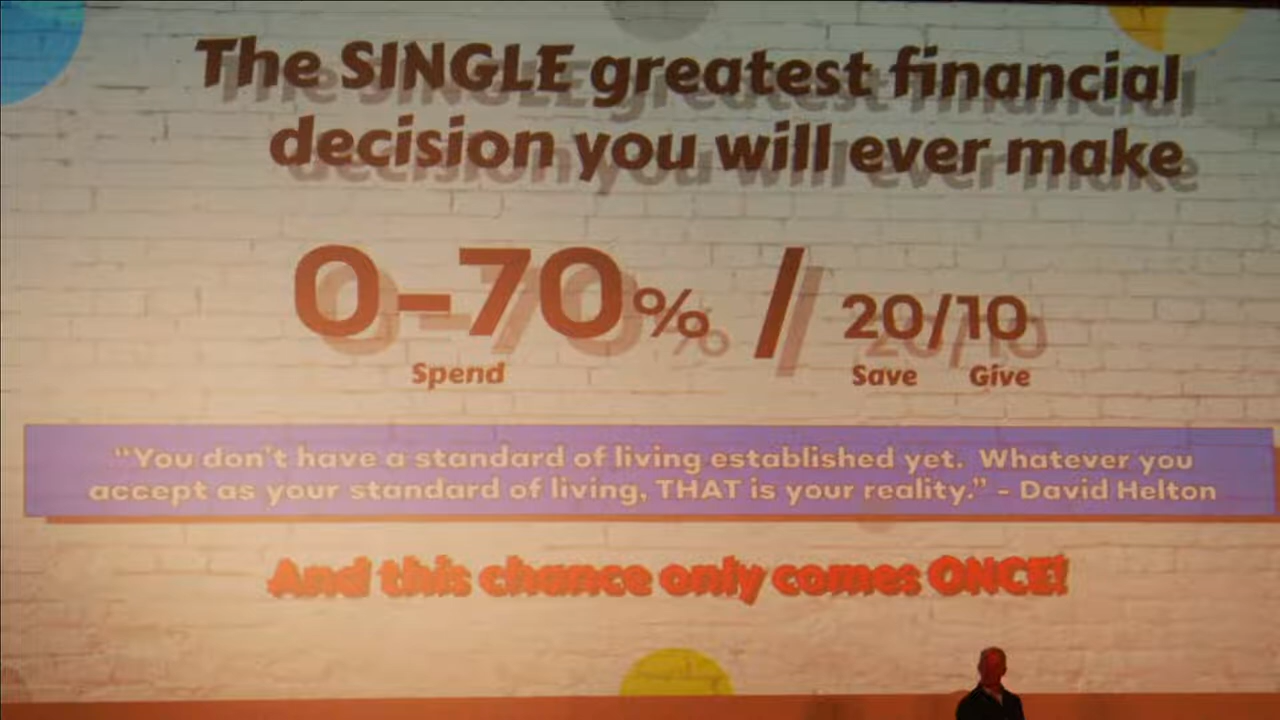 The SINGLE greatest financial
decision you will ever make
0-70% / 20/10
Spend Save Give
“You don't have a standard of living established yet. Whatever you
accept as your standard of living, THAT is your reality.” - David Helton
And this chance only comes ONCE!